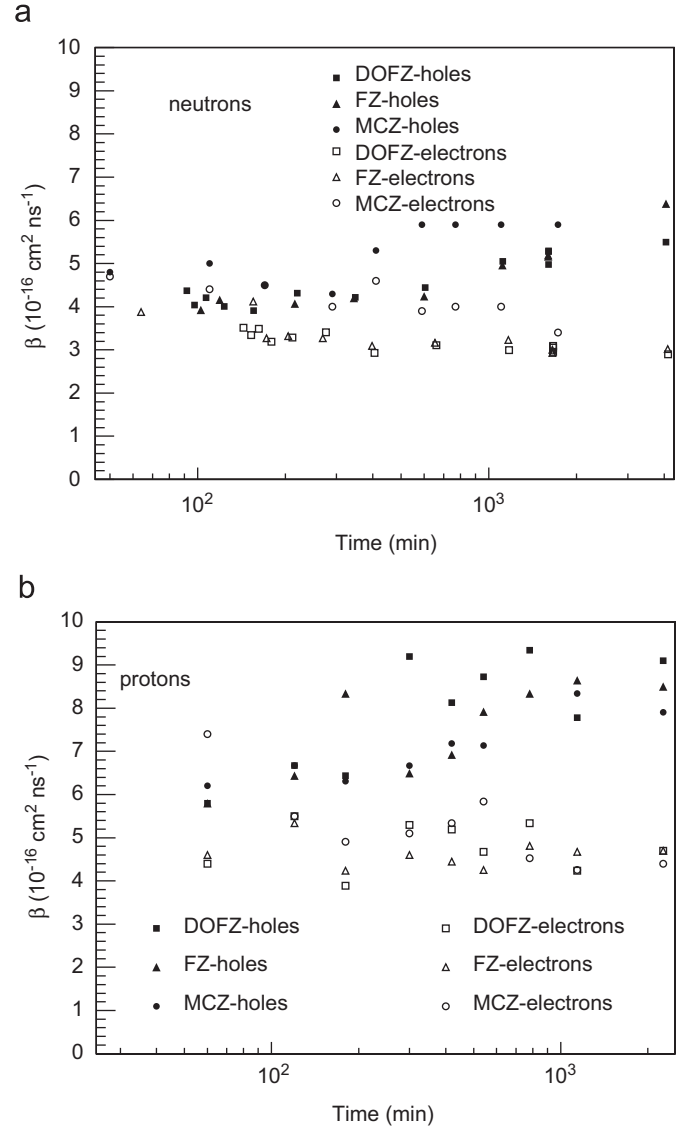 a
10
9
8
7
6
5
4
3
2
1
0
β (10⁻¹⁶ cm² ns⁻¹)
neutrons
DOFZ-holes
FZ-holes
MCZ-holes
DOFZ-electrons
FZ-electrons
MCZ-electrons
10² 10³
Time (min)
b
10
9
8
7
6
5
4
3
2
1
0
β (10⁻¹⁶ cm² ns⁻¹)
protons
DOFZ-holes DOFZ-electrons
FZ-holes FZ-electrons
MCZ-holes MCZ-electrons
10² 10³
Time (min)